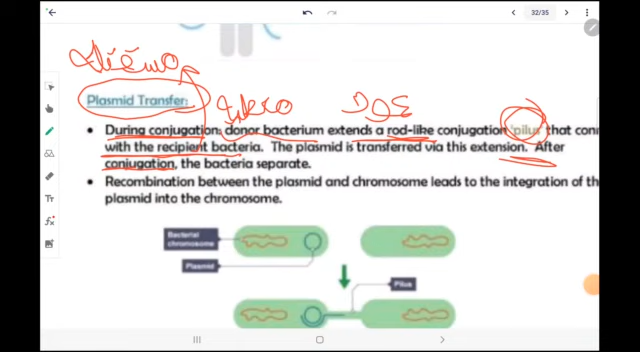 32/35
Plasmid Transfer:
During conjugation, donor bacterium extends a rod-like conjugation 'pilus' that con
with the recipient bacteria. The plasmid is transferred via this extension. After
conjugation, the bacteria separate.
Recombination between the plasmid and chromosome leads to the integration of th
plasmid into the chromosome.
Bacterial
chromosome
Plasmid
Pilus